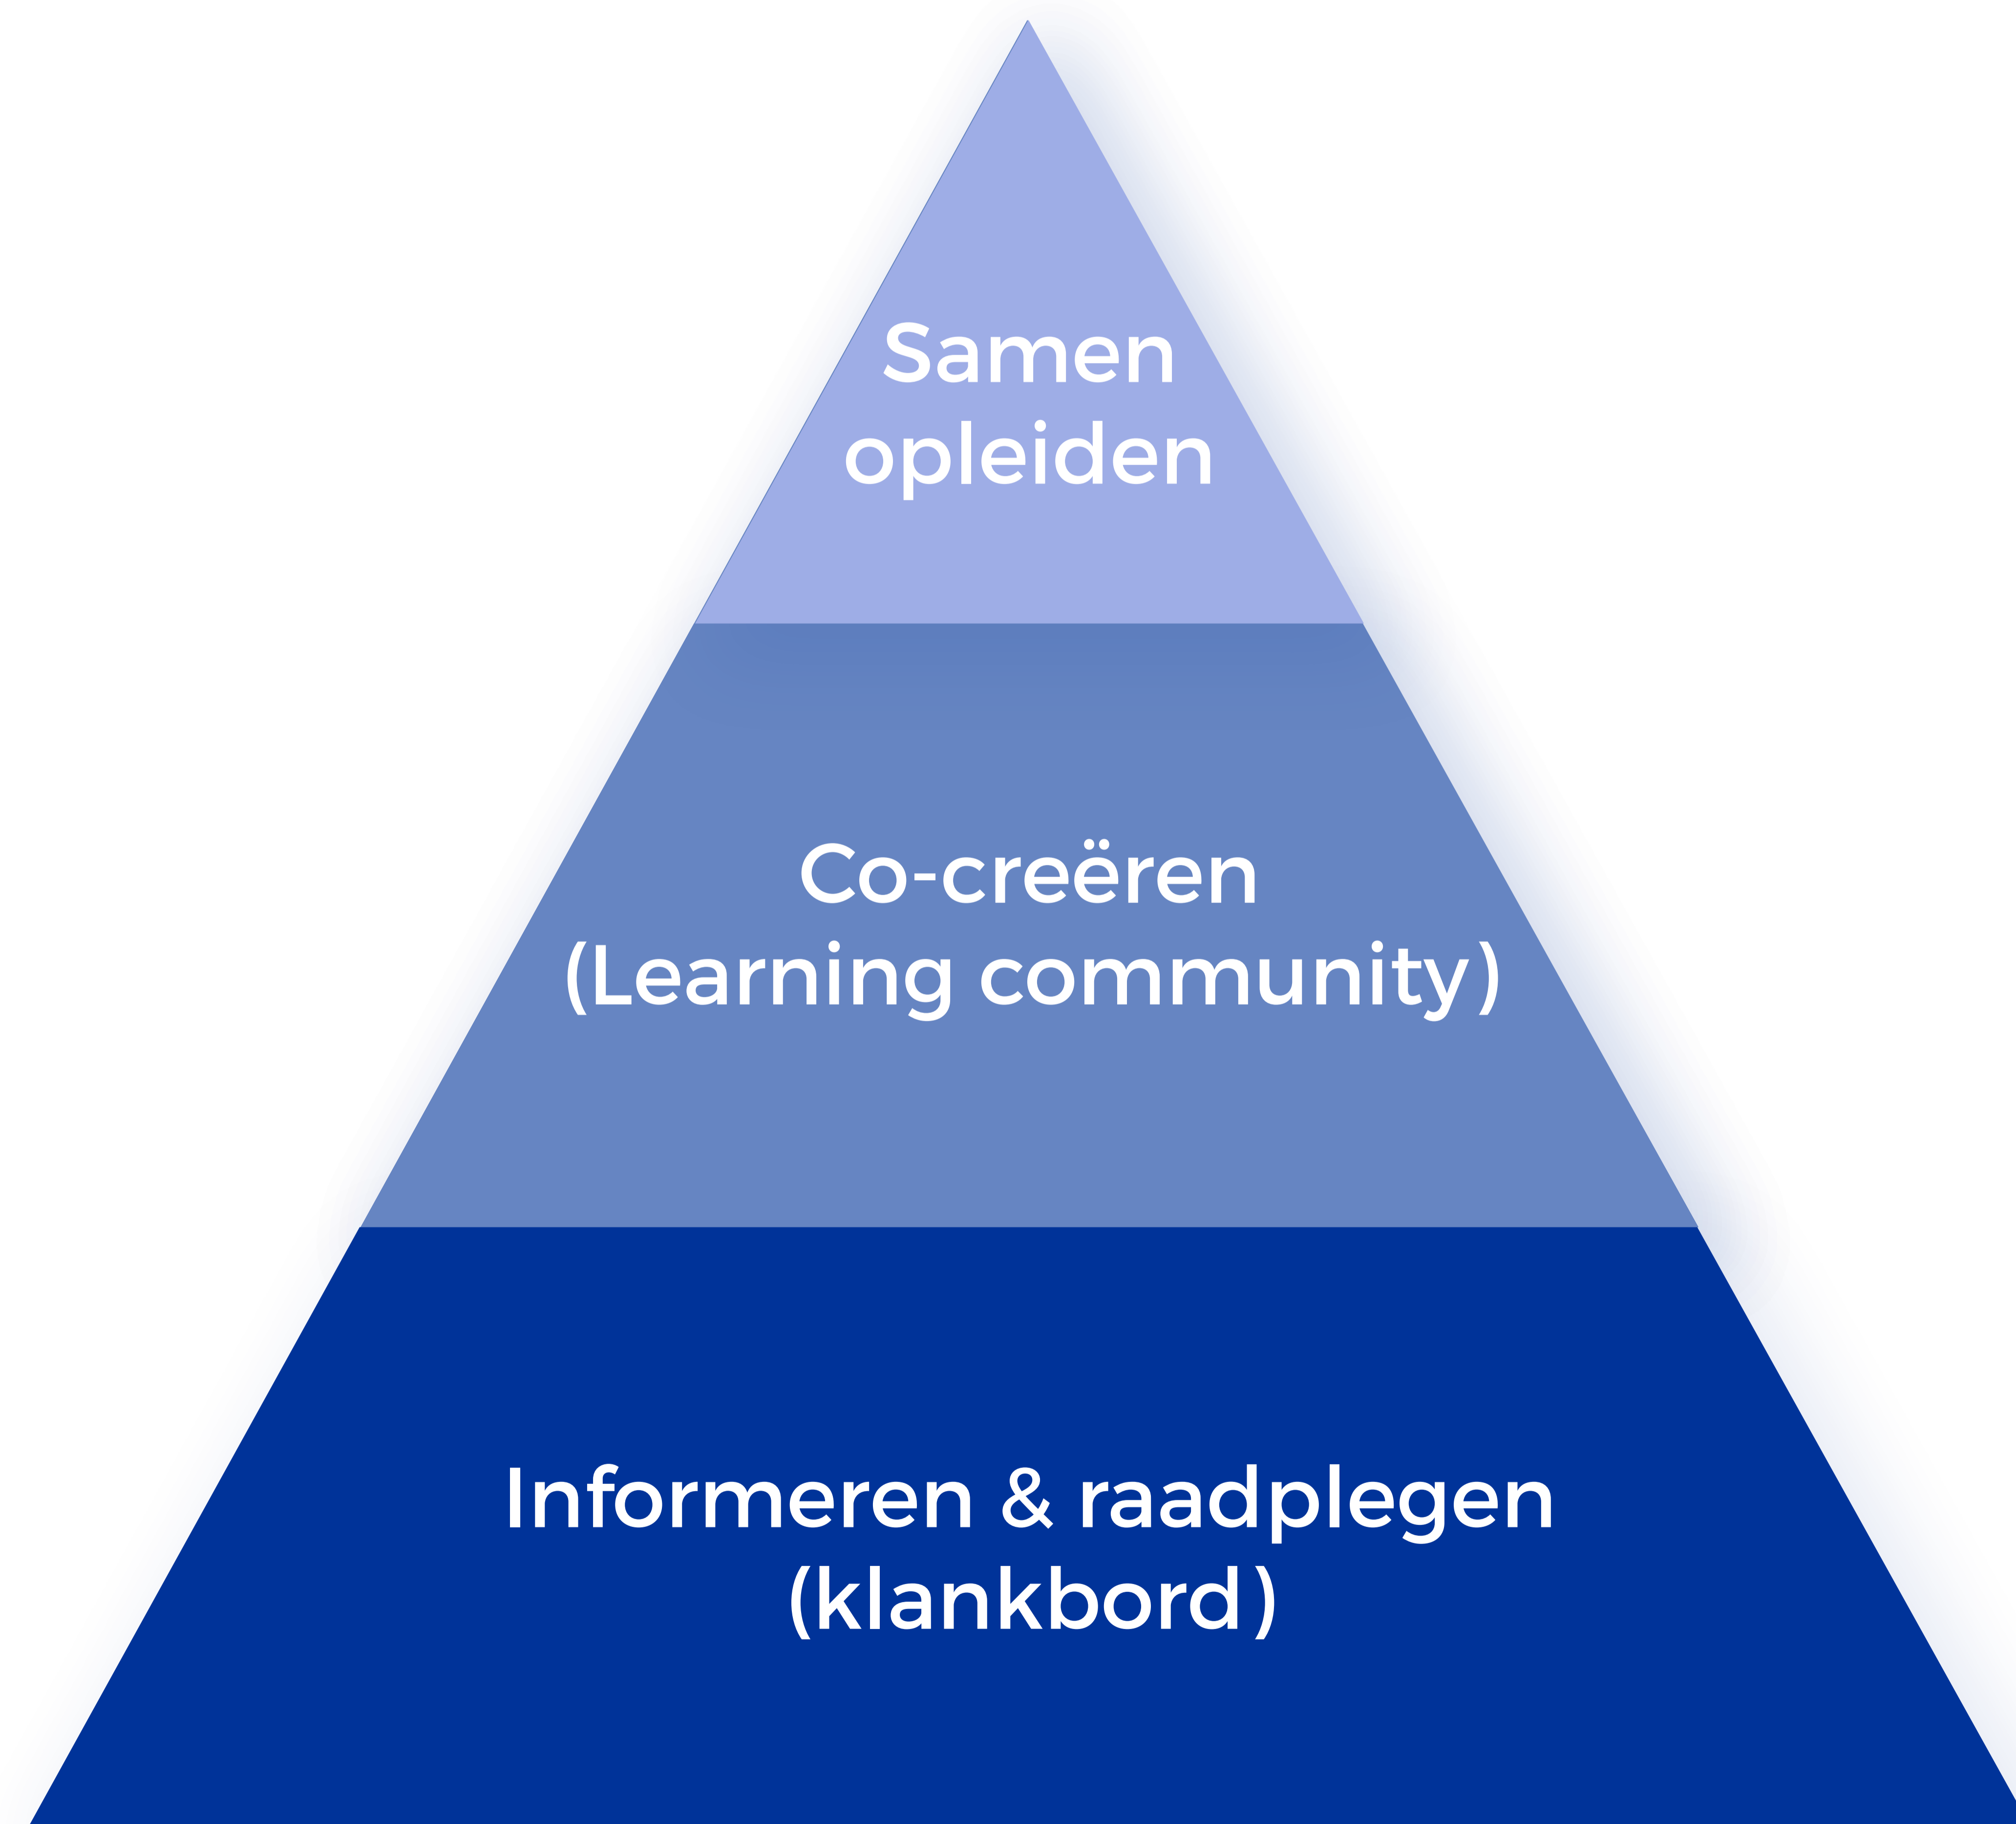 Samen
opleiden
Co-creëren
(Learning community)
Informeren & raadplegen
(klankbord)